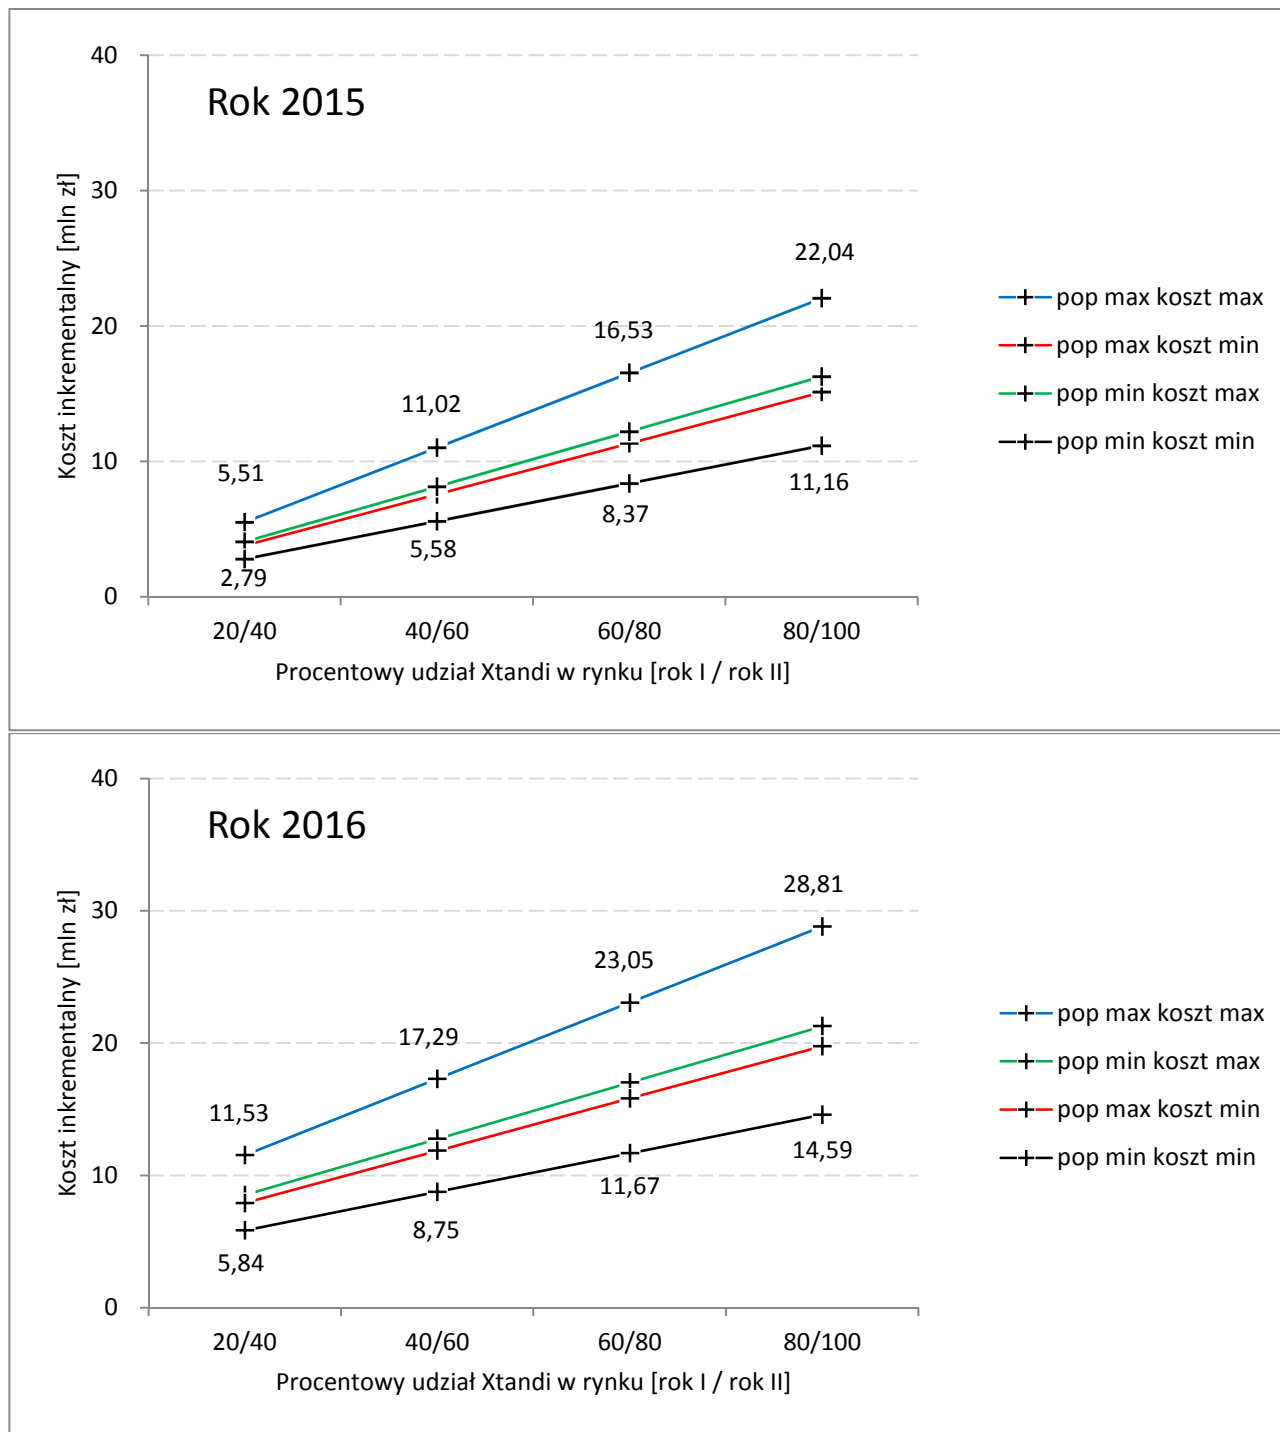 Rok 2015
Koszt inkrementalny [mln zł]
40
30
20
10
0
22,04
16,53
11,02
5,51
11,16
8,37
5,58
2,79
20/40 40/60 60/80 80/100
Procentowy udział Xtandi w rynku [rok I / rok II]
pop max koszt max
pop max koszt min
pop min koszt max
pop min koszt min
Rok 2016
Koszt inkrementalny [mln zł]
40
30
20
10
0
28,81
23,05
17,29
11,53
14,59
11,67
8,75
5,84
20/40 40/60 60/80 80/100
Procentowy udział Xtandi w rynku [rok I / rok II]
pop max koszt max
pop min koszt max
pop max koszt min
pop min koszt min